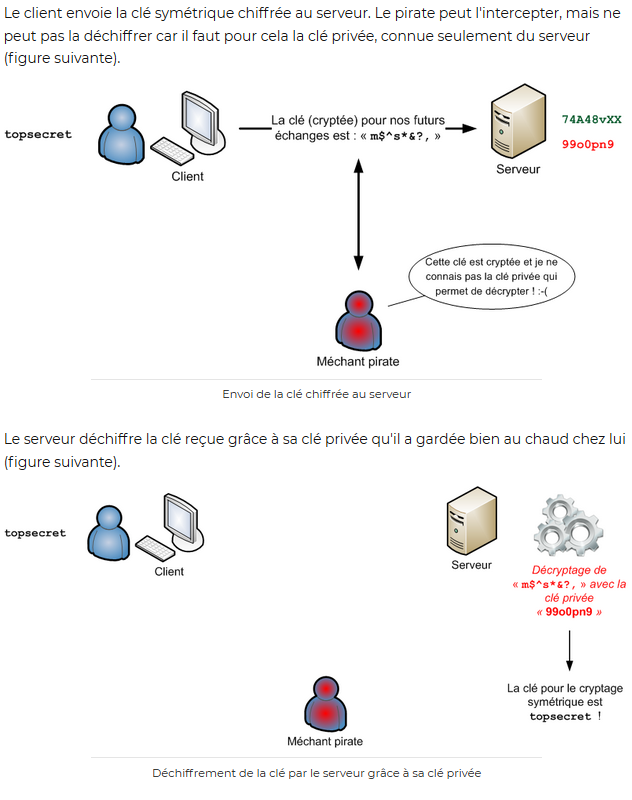 Le client envoie la clé symétrique chiffrée au serveur. Le pirate peut l'intercepter, mais ne
peut pas la déchiffrer car il faut pour cela la clé privée, connue seulement du serveur
(figure suivante).
topsecret
Client
La clé (cryptée) pour nos futurs
échanges est : « m$^s*&?, »
Serveur
74A48vXX
99o0pn9
Cette clé est cryptée et je ne
connais pas la clé privée qui
permet de décrypter ! :-(
Méchant pirate
Envoi de la clé chiffrée au serveur
Le serveur déchiffre la clé reçue grâce à sa clé privée qu'il a gardée bien au chaud chez lui
(figure suivante).
topsecret
Client
Serveur
Décryptage de
« m$^s*&?, » avec la
clé privée
« 99o0pn9 »
La clé pour le cryptage
symétrique est
topsecret !
Méchant pirate
Déchiffrement de la clé par le serveur grâce à sa clé privée